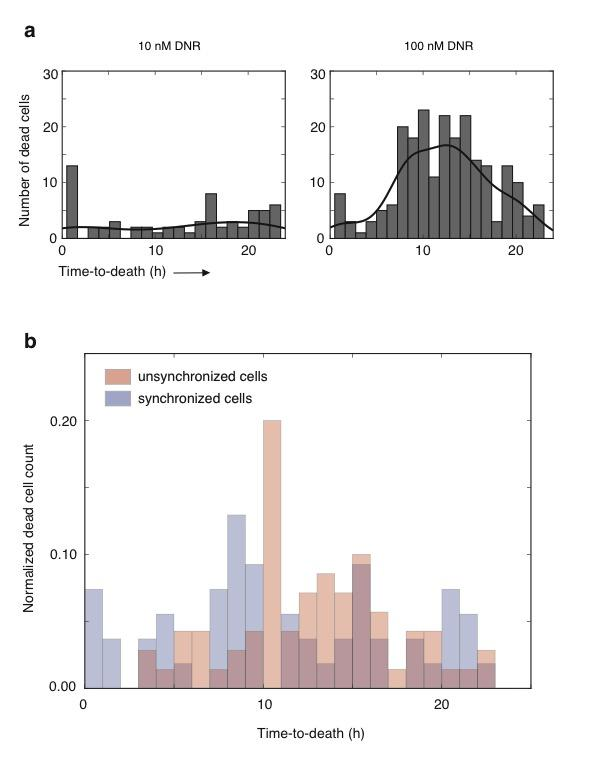 a
10 nM DNR
100 nM DNR
Number of dead cells
30
20
10
0
0
10
20
30
20
10
0
0
10
20
Time-to-death (h)
b
unsynchronized cells
synchronized cells
Normalized dead cell count
0.20
0.10
0.00
0
10
20
Time-to-death (h)